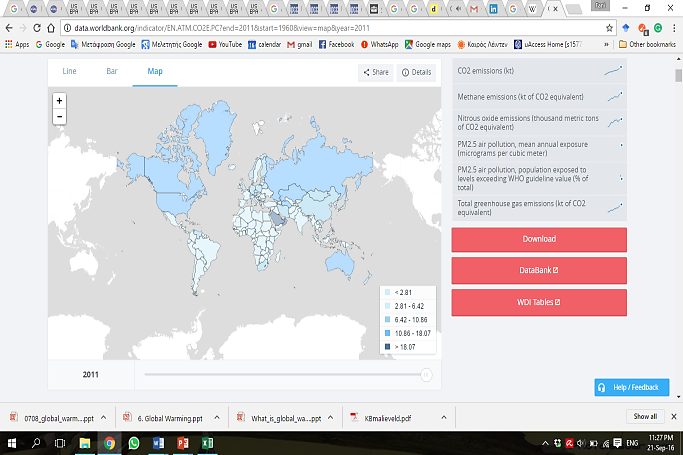 Earl
data.worldbank.org/indicator/EN.ATM.CO2E.PC?end=2011&start=1960&view=map&year=2011
Apps Google Μετάφραση Google Μελετητής Google YouTube calendar gmail Facebook WhatsApp Google maps Καιρός Λέυντεν uAccess Home (s157 » Other bookmarks
Line Bar Map Share Details
+
−
2011
< 2.81
2.81 - 6.42
6.42 - 10.86
10.86 - 18.07
> 18.07
CO2 emissions (kt)
Methane emissions (kt of CO2 equivalent)
Nitrous oxide emissions (thousand metric tons
of CO2 equivalent)
PM2.5 air pollution, mean annual exposure
(micrograms per cubic meter)
PM2.5 air pollution, population exposed to
levels exceeding WHO guideline value (% of
total)
Total greenhouse gas emissions (kt of CO2
equivalent)
Download
DataBank
WDI Tables
Help / Feedback
0708_global_warm....ppt
6. Global Warming.ppt
What_is_global_wa....ppt
KBmalieveld.pdf
Show all
ENG
11:27 PM
21-Sep-16